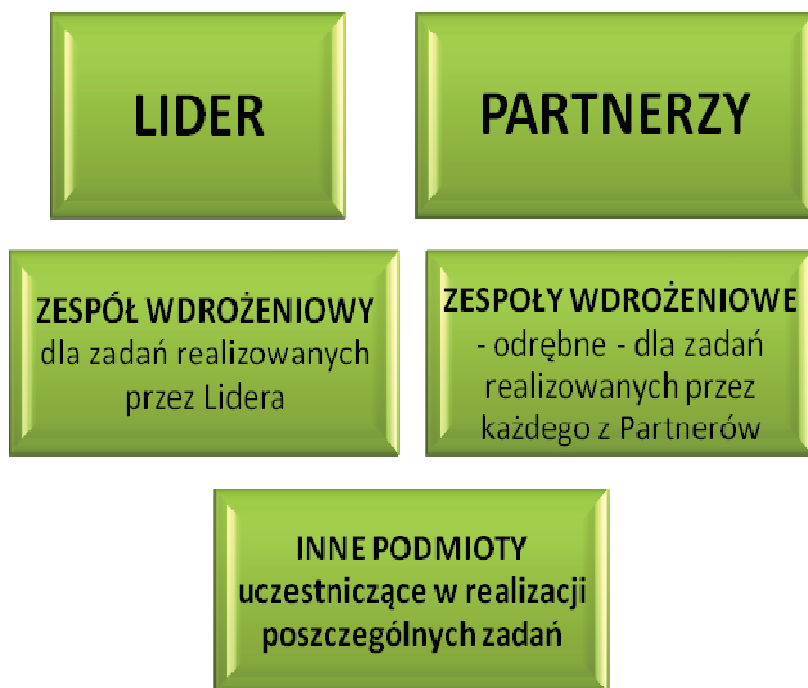 LIDER
PARTNERZY
ZESPÓŁ WDROŻENIOWY
dla zadań realizowanych
przez Lidera
ZESPOŁY WDROŻENIOWE
- odrębne - dla zadań
realizowanych przez
każdego z Partnerów
INNE PODMIOTY
uczestniczące w realizacji
poszczególnych zadań